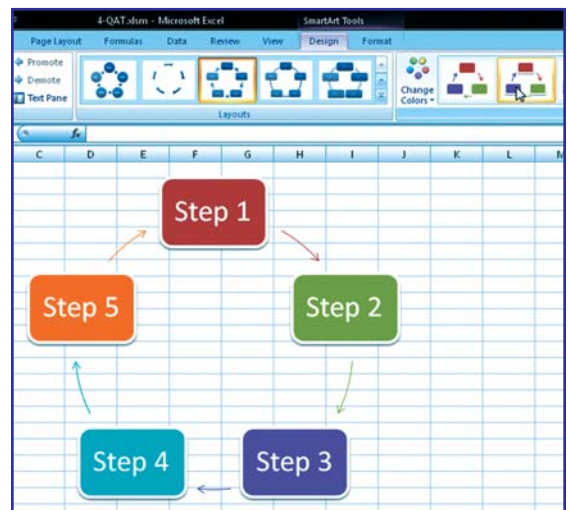 4-QAT.xlsm - Microsoft Excel
SmartArt Tools
Page Layout Formulas Data Review View Design Format
Promote
Demote
Text Pane
Change
Colors
Layouts
fx
C D E F G H I J K L M
Step 1
Step 5 Step 2
Step 4 Step 3